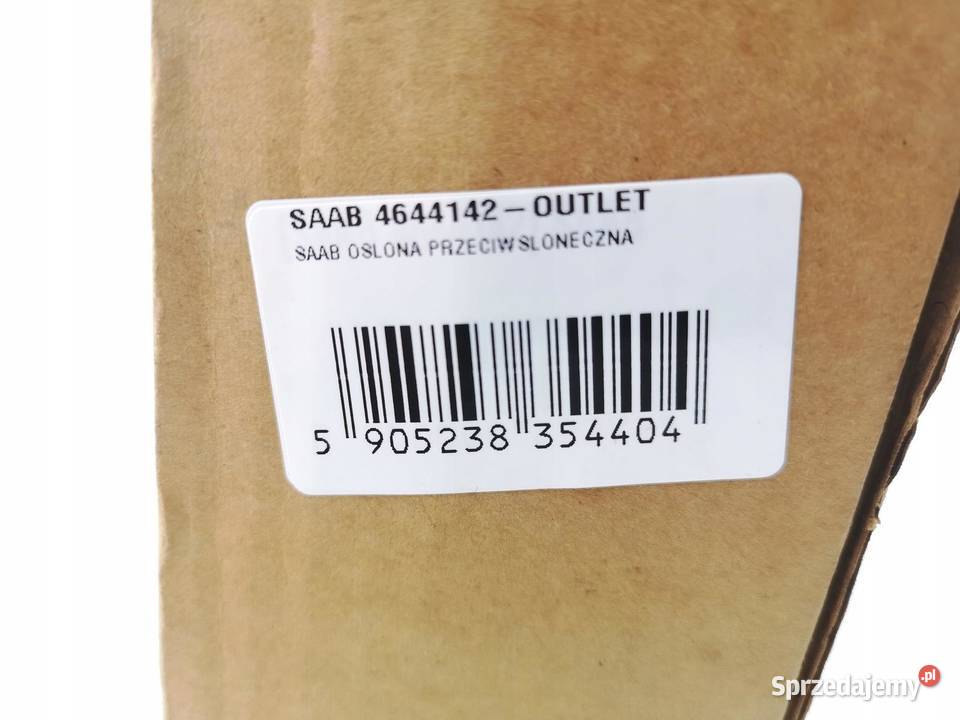 SAAB 4644142-OUTLET
SAAB OSLONA PRZECIWSLONECZNA
5 905238 354404
Sprzedajemy.pl